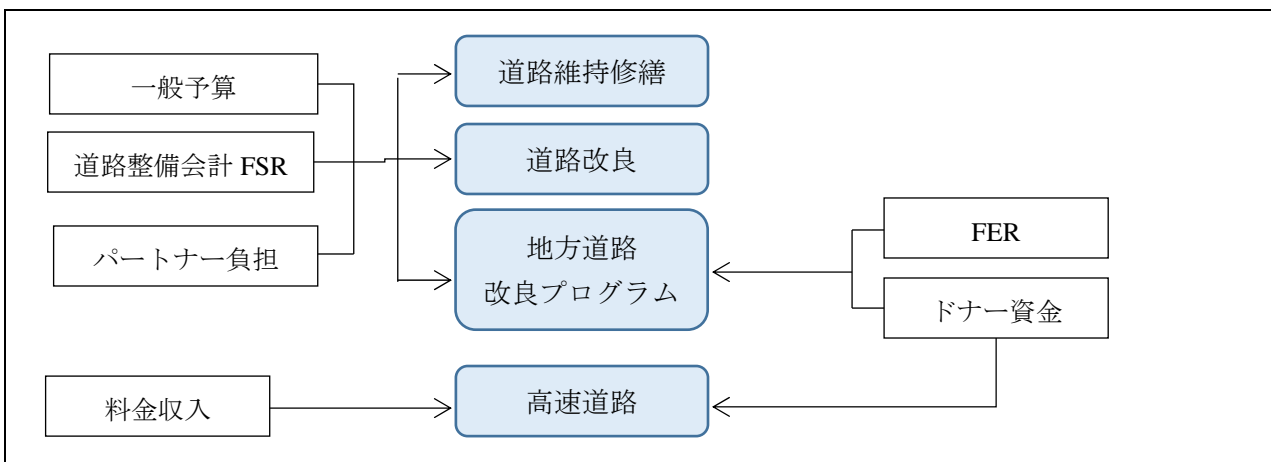 一般予算
道路整備会計 FSR
パートナー負担
料金収入
道路維持修繕
道路改良
地方道路
改良プログラム
高速道路
FER
ドナー資金